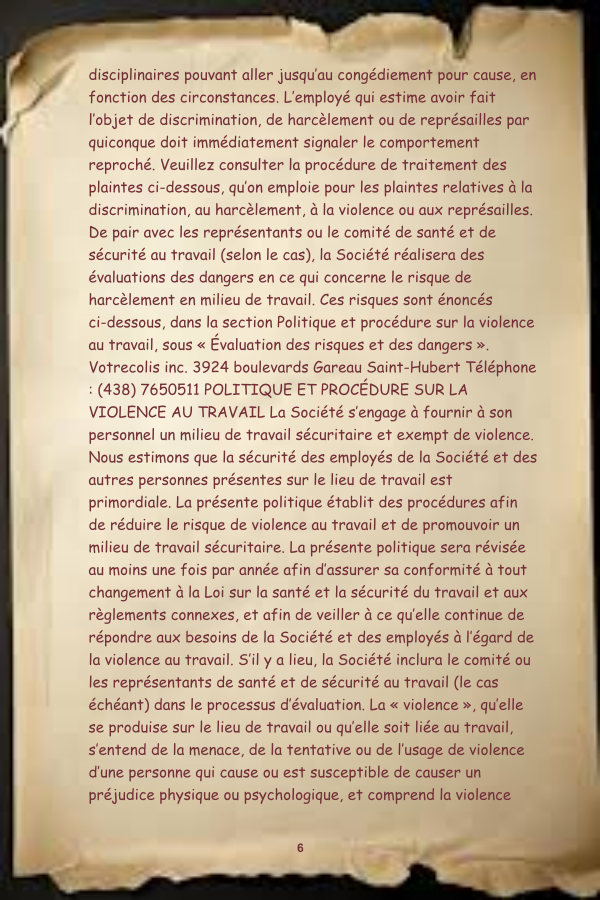 disciplinaires pouvant aller jusqu'au congédiement pour cause, en
fonction des circonstances. L'employé qui estime avoir fait
l'objet de discrimination, de harcèlement ou de représailles par
quiconque doit immédiatement signaler le comportement
reproché. Veuillez consulter la procédure de traitement des
plaintes ci-dessous, qu'on emploie pour les plaintes relatives à la
discrimination, au harcèlement, à la violence ou aux représailles.
De pair avec les représentants ou le comité de santé et de
sécurité au travail (selon le cas), la Société réalisera des
évaluations des dangers en ce qui concerne le risque de
harcèlement en milieu de travail. Ces risques sont énoncés
ci-dessous, dans la section Politique et procédure sur la violence
au travail, sous « Évaluation des risques et des dangers ».
Votrecolis inc. 3924 boulevards Gareau Saint-Hubert Téléphone
: (438) 7650511 POLITIQUE ET PROCÉDURE SUR LA
VIOLENCE AU TRAVAIL La Société s'engage à fournir à son
personnel un milieu de travail sécuritaire et exempt de violence.
Nous estimons que la sécurité des employés de la Société et des
autres personnes présentes sur le lieu de travail est
primordiale. La présente politique établit des procédures afin
de réduire le risque de violence au travail et de promouvoir un
milieu de travail sécuritaire. La présente politique sera révisée
au moins une fois par année afin d'assurer sa conformité à tout
changement à la Loi sur la santé et la sécurité du travail et aux
règlements connexes, et afin de veiller à ce qu'elle continue de
répondre aux besoins de la Société et des employés à l'égard de
la violence au travail. S'il y a lieu, la Société inclura le comité ou
les représentants de santé et de sécurité au travail (le cas
échéant) dans le processus d'évaluation. La « violence », qu'elle
se produise sur le lieu de travail ou qu'elle soit liée au travail,
s'entend de la menace, de la tentative ou de l'usage de violence
d'une personne qui cause ou est susceptible de causer un
préjudice physique ou psychologique, et comprend la violence
6